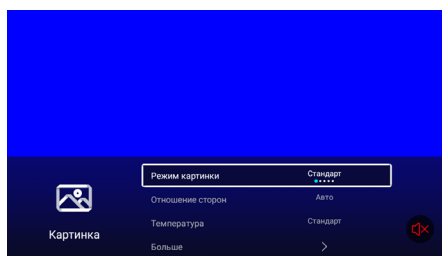 Режим картинки
Стандарт
Отношение сторон
Авто
Температура
Стандарт
Картинка
Больше